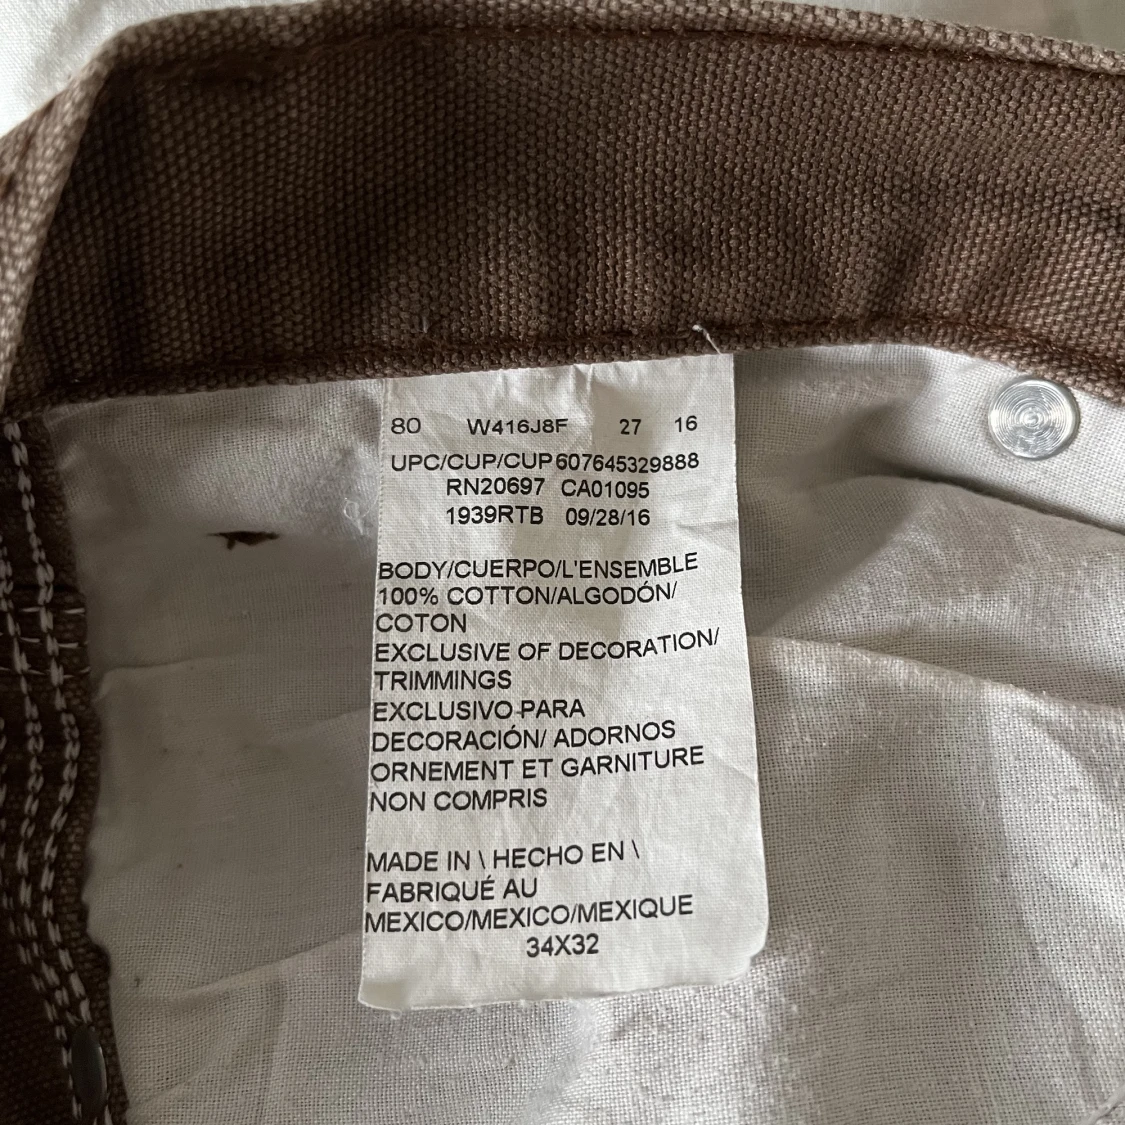 80 W416J8F 27 16
UPC/CUP/CUP607645329888
RN20697 CA01095
1939RTB 09/28/16
BODY/CUERPO/L'ENSEMBLE
100% COTTON/ALGODÓN/
COTON
EXCLUSIVE OF DECORATION/
TRIMMINGS
EXCLUSIVO PARA
DECORACIÓN/ ADORNOS
ORNEMENT ET GARNITURE
NON COMPRIS
MADE IN \ HECHO EN \
FABRIQUÉ AU
MEXICO/MEXICO/MEXIQUE
34X32